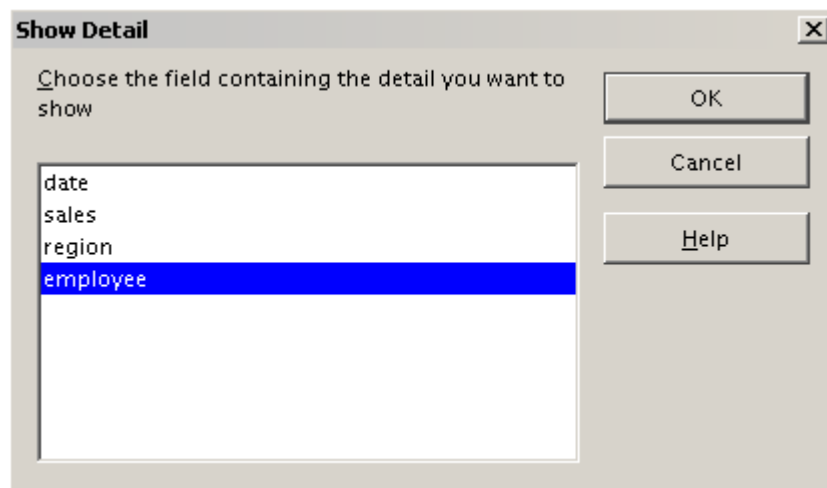 Show Detail
Choose the field containing the detail you want to
show
OK
Cancel
Help
date
sales
region
employee